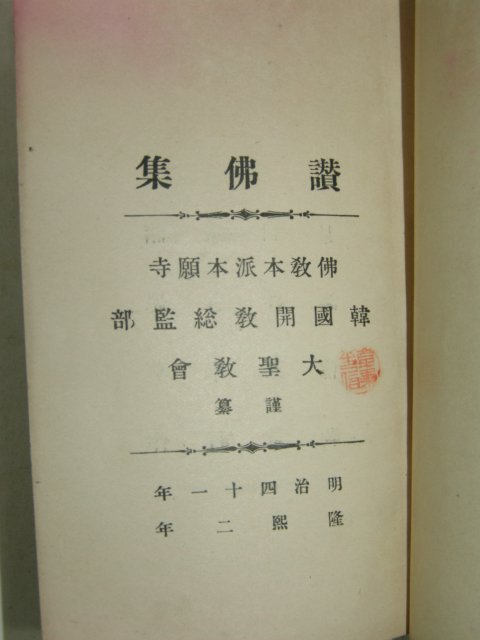 讃佛集
佛敎本派本願寺
韓國開敎総監部
大聖敎會
謹纂
明治四十一年
隆熙二年